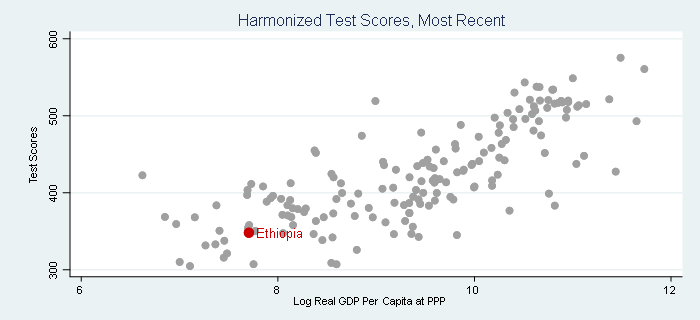 Harmonized Test Scores, Most Recent
600
500
400
300
Test Scores
Ethiopia
6
8
10
12
Log Real GDP Per Capita at PPP